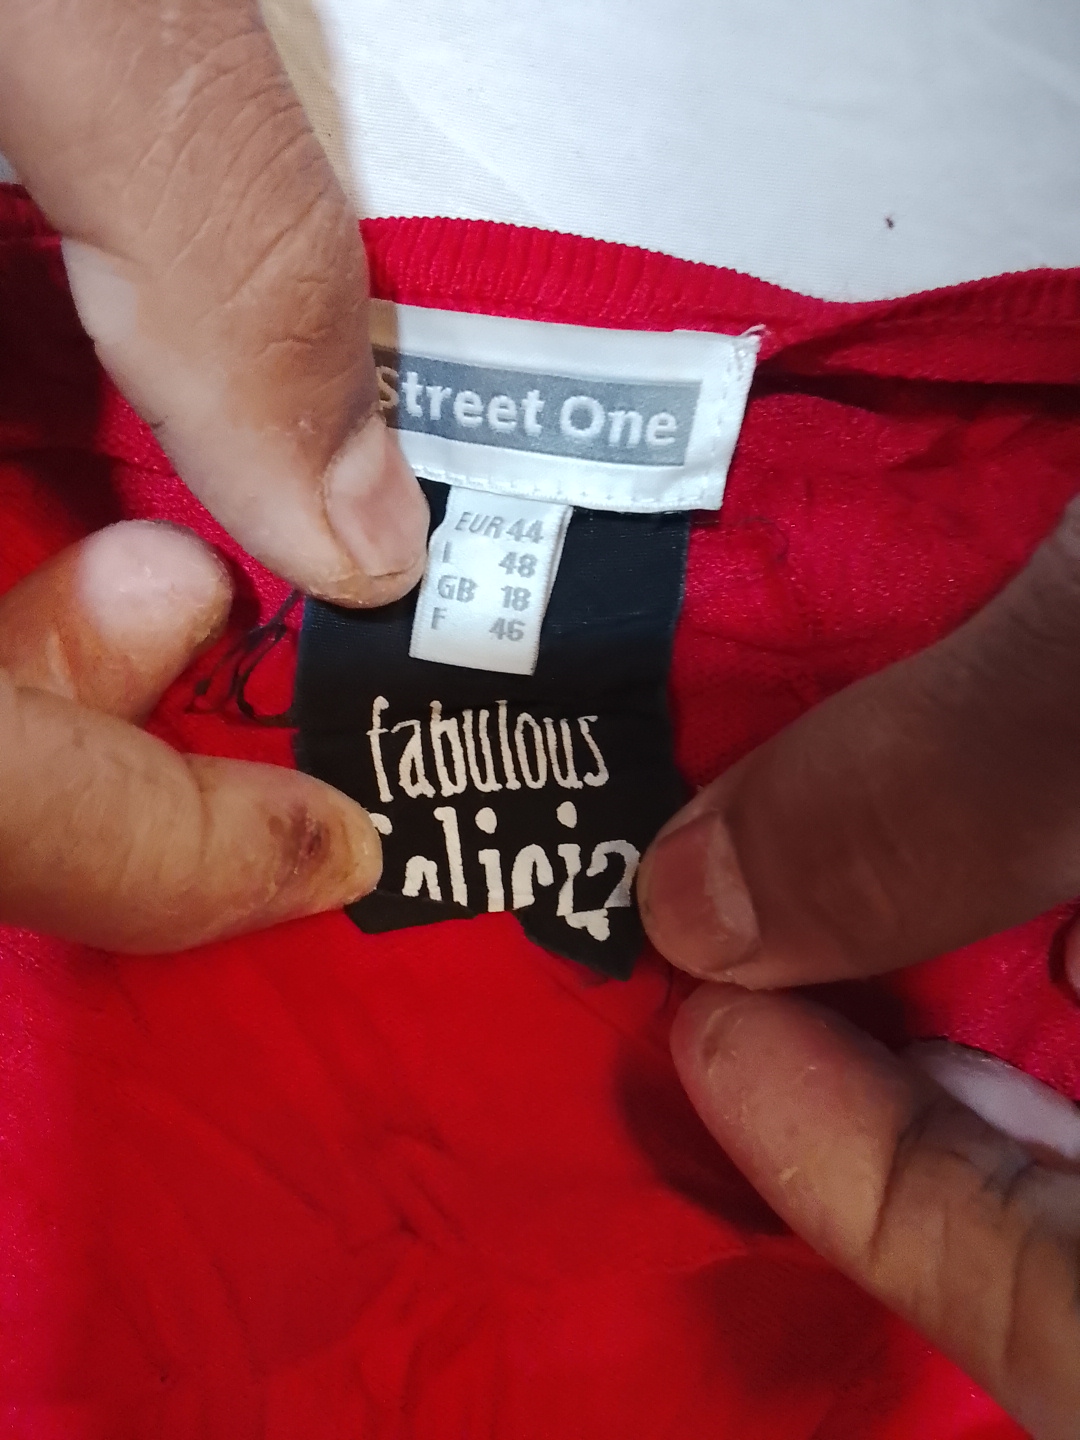 Street One
EUR 44
I 48
GB 18
F 46
fabulous